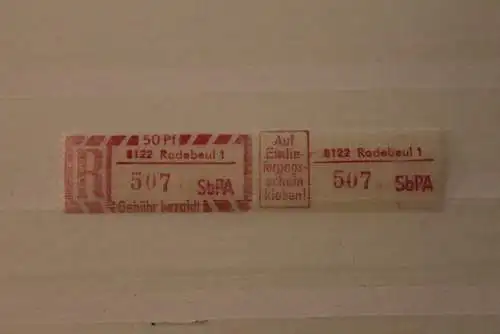 50 Pf
R
8122 Radebeul 1
507
SbPA
Gebühr bezahlt
Auf
Einlie-
ferungs-
schein
kleben!
8122 Radebeul 1
507
SbPA